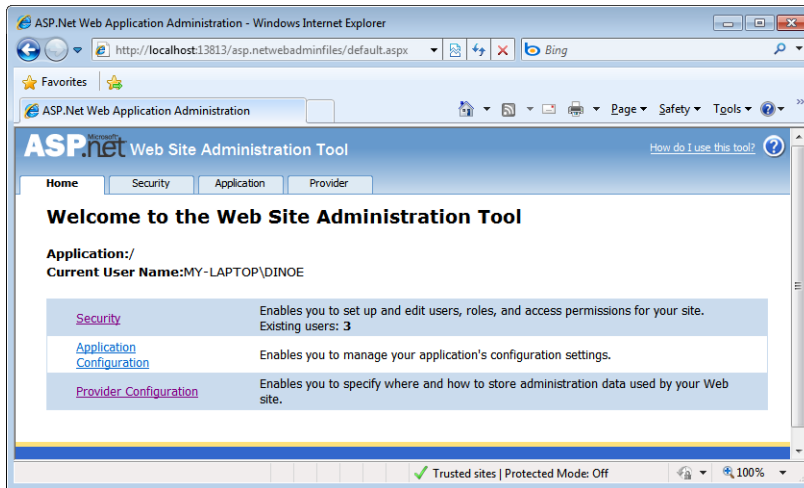 ASP.Net Web Application Administration - Windows Internet Explorer
http://localhost:13813/asp.netwebadminfiles/default.aspx
Bing
Favorites
ASP.Net Web Application Administration
Page Safety Tools
Microsoft
ASP.net Web Site Administration Tool
How do I use this tool?
Home Security Application Provider
Welcome to the Web Site Administration Tool
Application:/
Current User Name:MY-LAPTOP\DINOE
Security
Enables you to set up and edit users, roles, and access permissions for your site.
Existing users: 3
Application
Configuration
Enables you to manage your application's configuration settings.
Provider Configuration
Enables you to specify where and how to store administration data used by your Web
site.
Trusted sites | Protected Mode: Off
100%